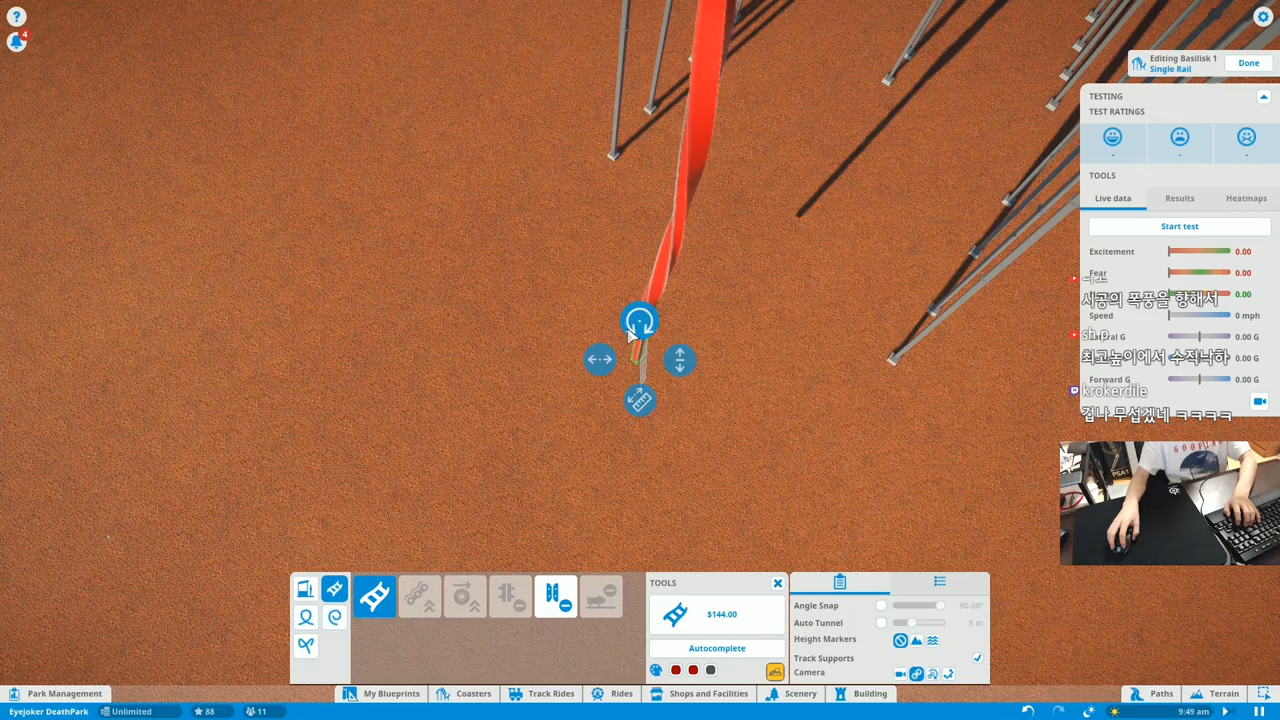 ?
4
Editing Basilisk 1
Single Rail
Done
TESTING
TEST RATINGS
-
-
-
TOOLS
Live data
Results
Heatmaps
Start test
Excitement
0.00
Fear
0.00
0.00
시공의 폭풍을 향해서
Speed
0 mph
sh p
0.00 G
최고높이에서 수직낙하
0.00 G
Forward G
0.00 G
krokerdile
겁나 무섭겠네 ㅋㅋㅋㅋ
TOOLS
$144.00
Autocomplete
Angle Snap
90.00°
Auto Tunnel
5 m
Height Markers
Track Supports
Camera
Park Management
My Blueprints
Coasters
Track Rides
Rides
Shops and Facilities
Scenery
Building
Paths
Terrain
Eyejoker DeathPark
Unlimited
88
11
9:49 am